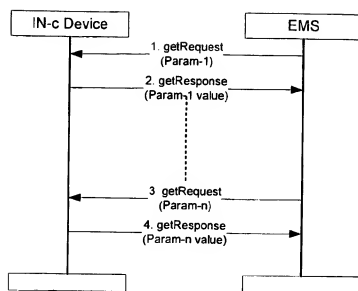 IN-c Device
EMS
1. getRequest
(Param-1)
2. getResponse
(Param-1 value)
3 getRequest
(Param-n)
4. getResponse
(Param-n value)